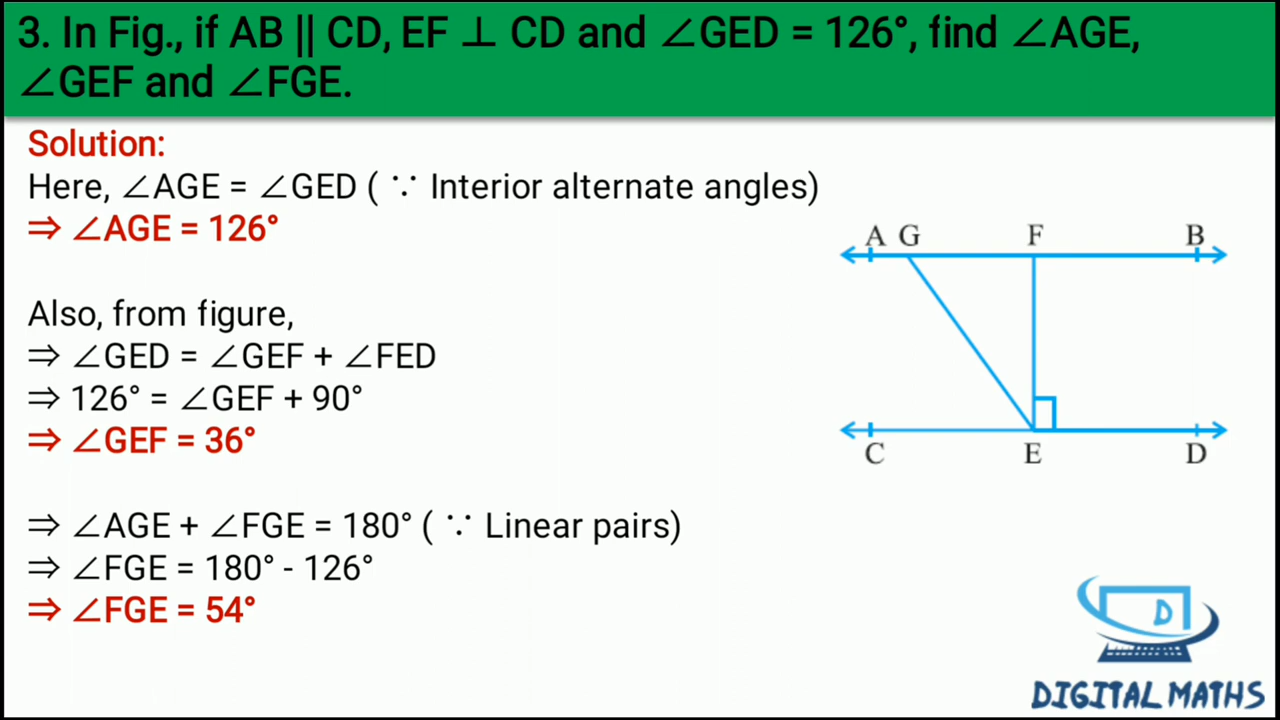 3. In Fig., if AB || CD, EF ⊥ CD and ∠GED = 126°, find ∠AGE,
∠GEF and ∠FGE.
Solution:
Here, ∠AGE = ∠GED ( ∵ Interior alternate angles)
⇒ ∠AGE = 126°
Also, from figure,
⇒ ∠GED = ∠GEF + ∠FED
⇒ 126° = ∠GEF + 90°
⇒ ∠GEF = 36°
⇒ ∠AGE + ∠FGE = 180° ( ∵ Linear pairs)
⇒ ∠FGE = 180° - 126°
⇒ ∠FGE = 54°
A G F B
C E D
D
DIGITAL MATHS